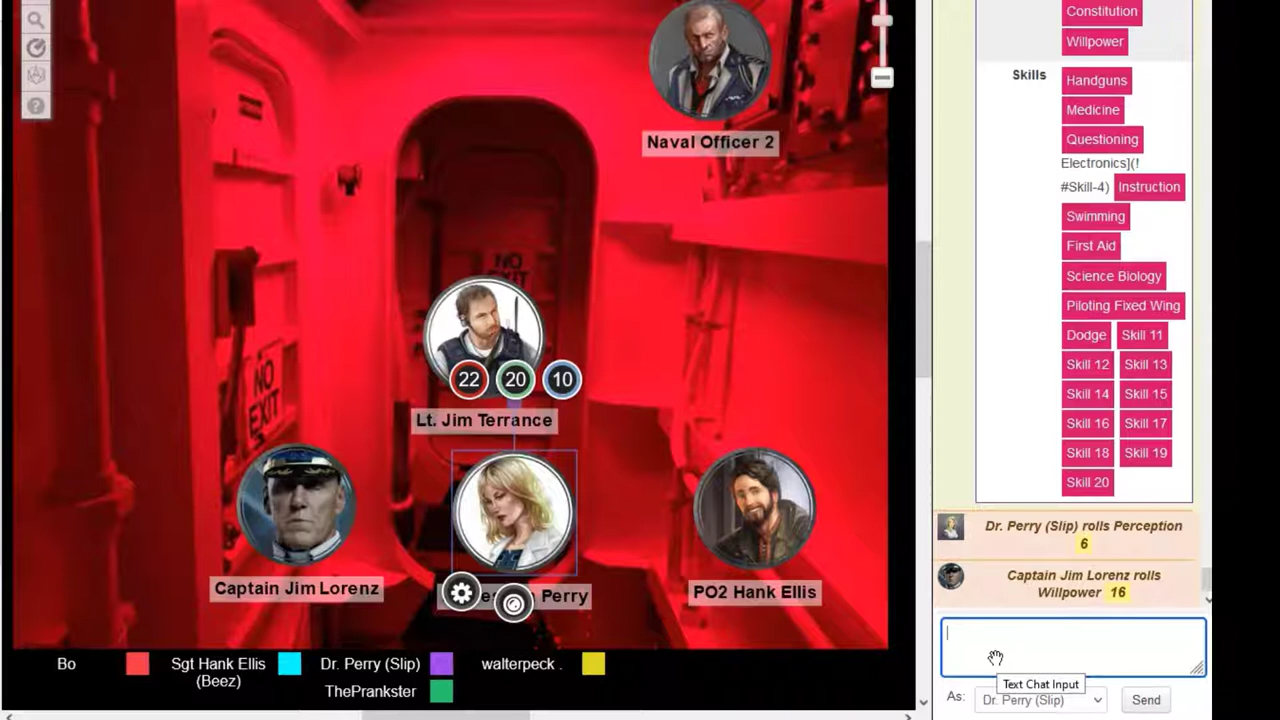 Naval Officer 2
NO
EXIT
22 20 10
Lt. Jim Terrance
NO
EXIT
Captain Jim Lorenz
Perry
PO2 Hank Ellis
Bo
Sgt Hank Ellis
(Beez)
Dr. Perry (Slip)
walterpeck .
ThePrankster
Constitution
Willpower
Skills
Handguns
Medicine
Questioning
Electronics](!
#Skill-4) Instruction
Swimming
First Aid
Science Biology
Piloting Fixed Wing
Dodge Skill 11
Skill 12 Skill 13
Skill 14 Skill 15
Skill 16 Skill 17
Skill 18 Skill 19
Skill 20
Dr. Perry (Slip) rolls Perception
6
Captain Jim Lorenz rolls
Willpower 16
Text Chat Input
As: Dr. Perry (Slip) Send